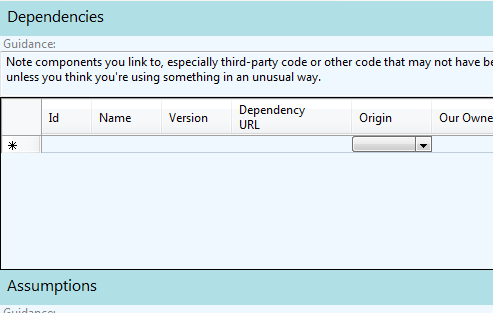 Dependencies
Guidance:
Note components you link to, especially third-party code or other code that may not have be
unless you think you're using something in an unusual way.
Id Name Version Dependency URL Origin Our Owne
Assumptions
Guidance: